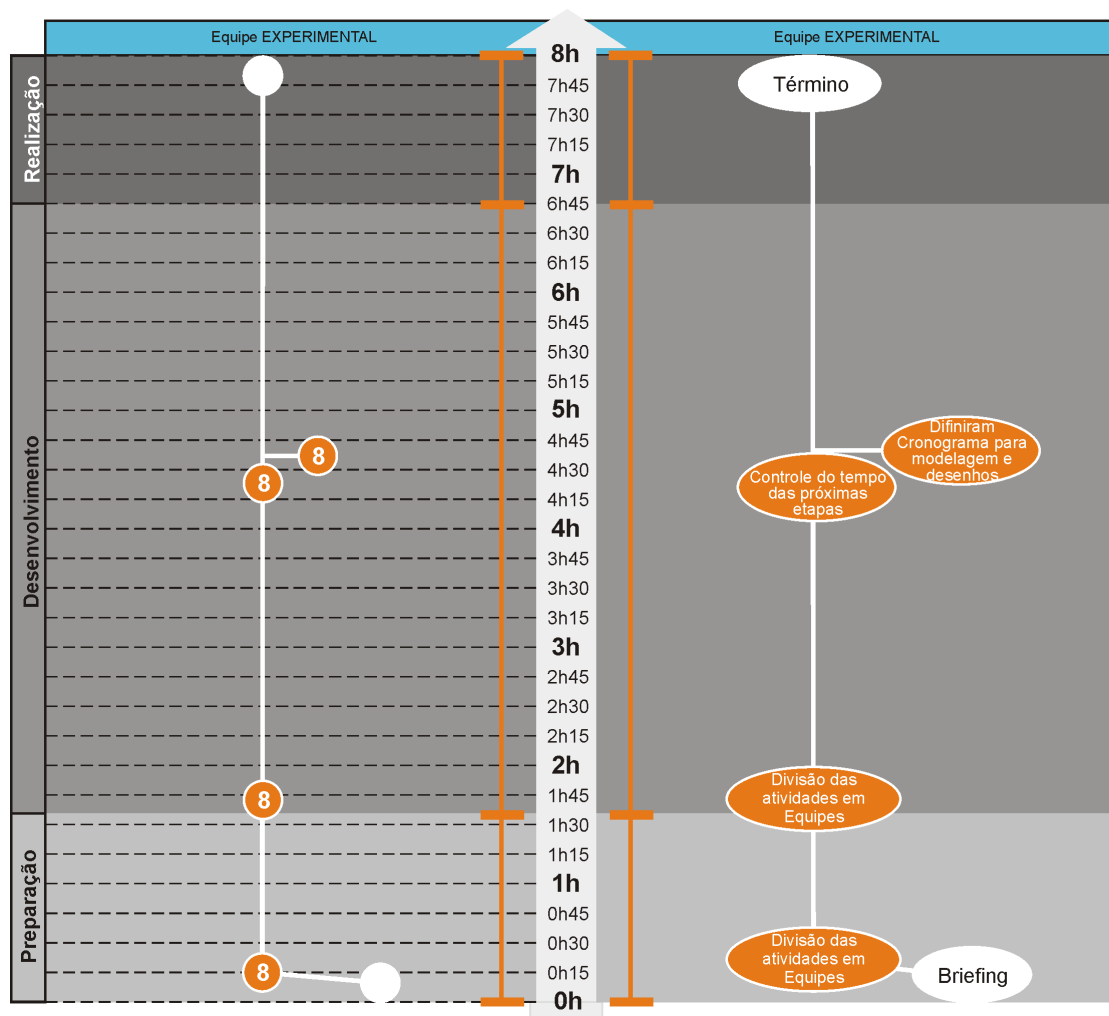 Equipe EXPERIMENTAL
Equipe EXPERIMENTAL
Realização
Desenvolvimento
Preparação
8h
7h45
7h30
7h15
7h
6h45
6h30
6h15
6h
5h45
5h30
5h15
5h
4h45
4h30
4h15
4h
3h45
3h30
3h15
3h
2h45
2h30
2h15
2h
1h45
1h30
1h15
1h
0h45
0h30
0h15
0h
8
8
8
8
Término
Difiniram
Cronograma para
modelagem e
desenhos
Controle do tempo
das próximas
etapas
Divisão das
atividades em
Equipes
Divisão das
atividades em
Equipes
Briefing